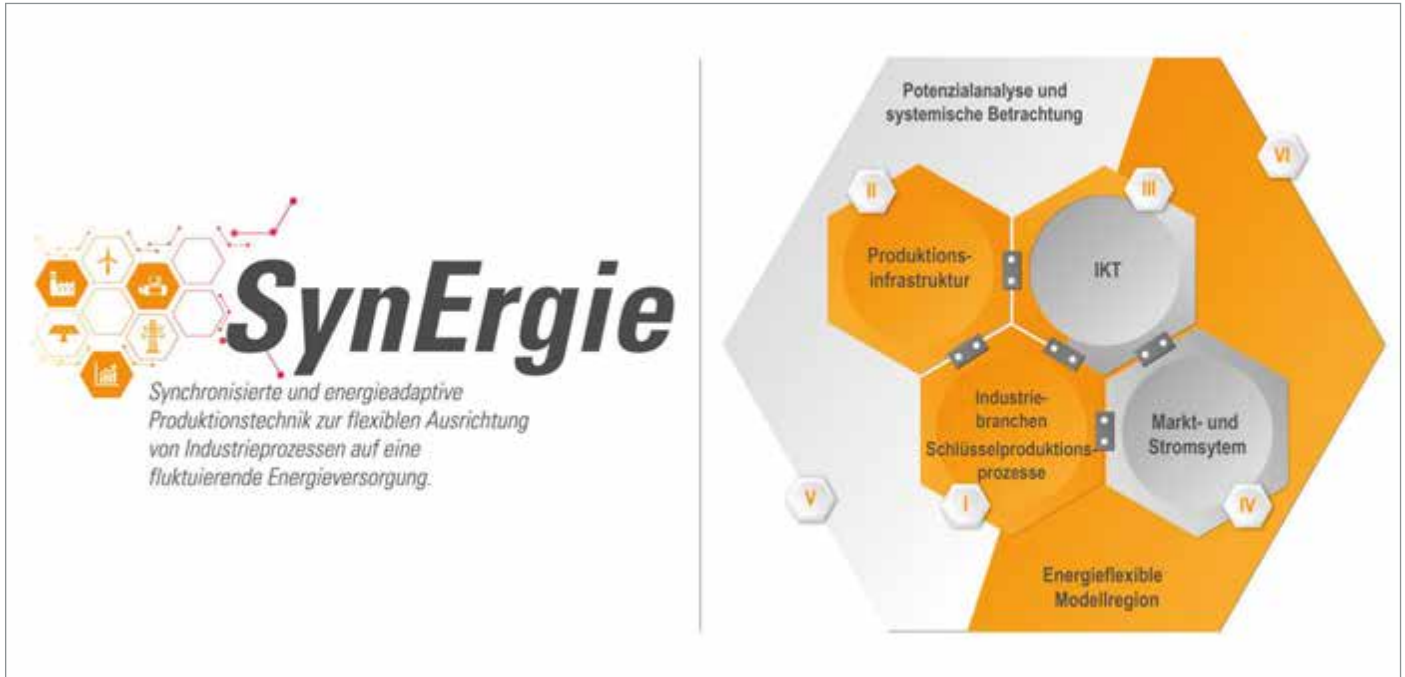 SynErgie
Synchronisierte und energieadaptive
Produktionstechnik zur flexiblen Ausrichtung
von Industrieprozessen auf eine
fluktuierende Energieversorgung.
Potenzialanalyse und
systemische Betrachtung
VI
II
III
Produktions-
infrastruktur
IKT
Industrie-
branchen
Schlüsselproduktions-
prozesse
Markt- und
Stromsytem
V
I
IV
Energieflexible
Modellregion